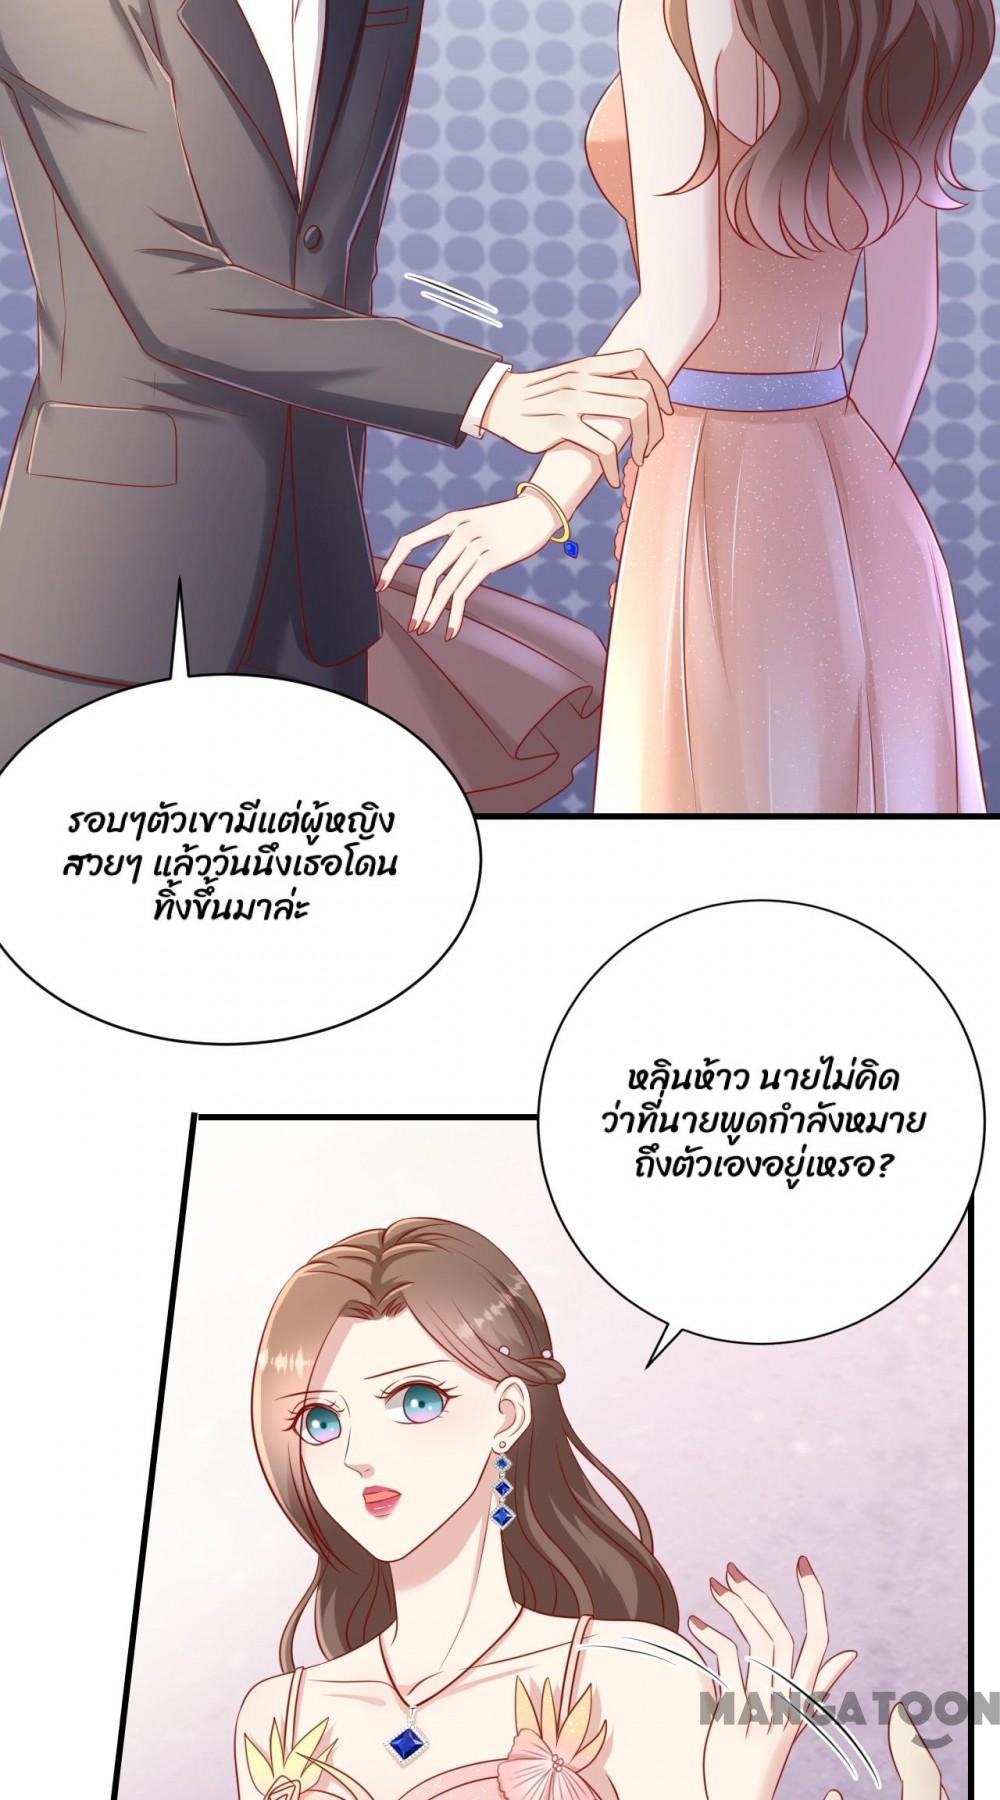 รอบๆตัวเขามีแต่ผู้หญิง
สวยๆ แล้ววันนึงเธอโดน
ทิ้งขึ้นมาล่ะ
หลินห้าว นายไม่คิด
ว่าที่นายพูดกำลังหมาย
ถึงตัวเองอยู่เหรอ?
MANGATOON